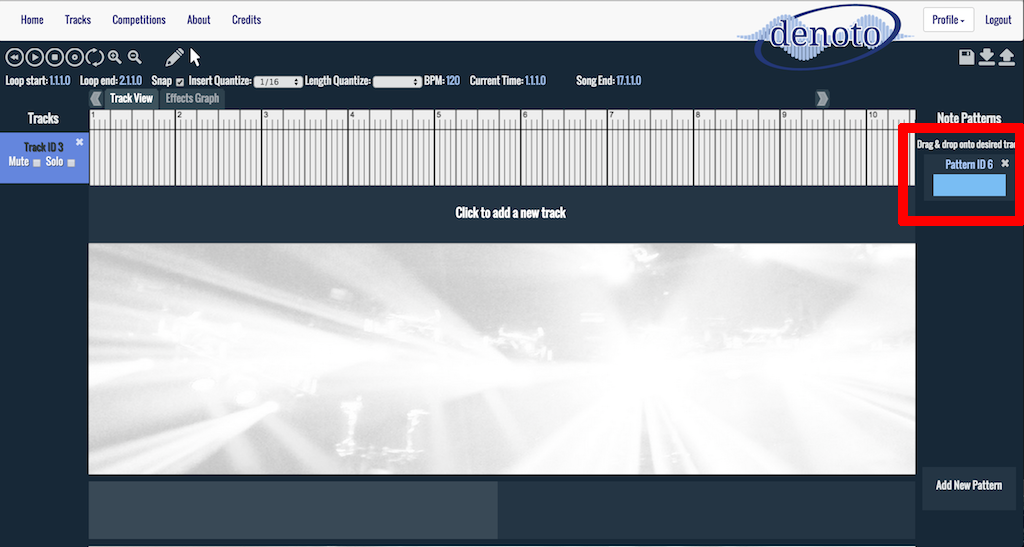 Home Tracks Competitions About Credits denoto Profile Logout
Loop start: 1.1.1.0 Loop end: 2.1.1.0 Snap Insert Quantize: 1/16 Length Quantize: BPM: 120 Current Time: 1.1.1.0 Song End: 17.1.1.0
Track View Effects Graph
Tracks
1 2 3 4 5 6 7 8 9 10
Note Patterns
Track ID 3
Mute Solo
Drag & drop onto desired trac
Pattern ID 6
Click to add a new track
Add New Pattern